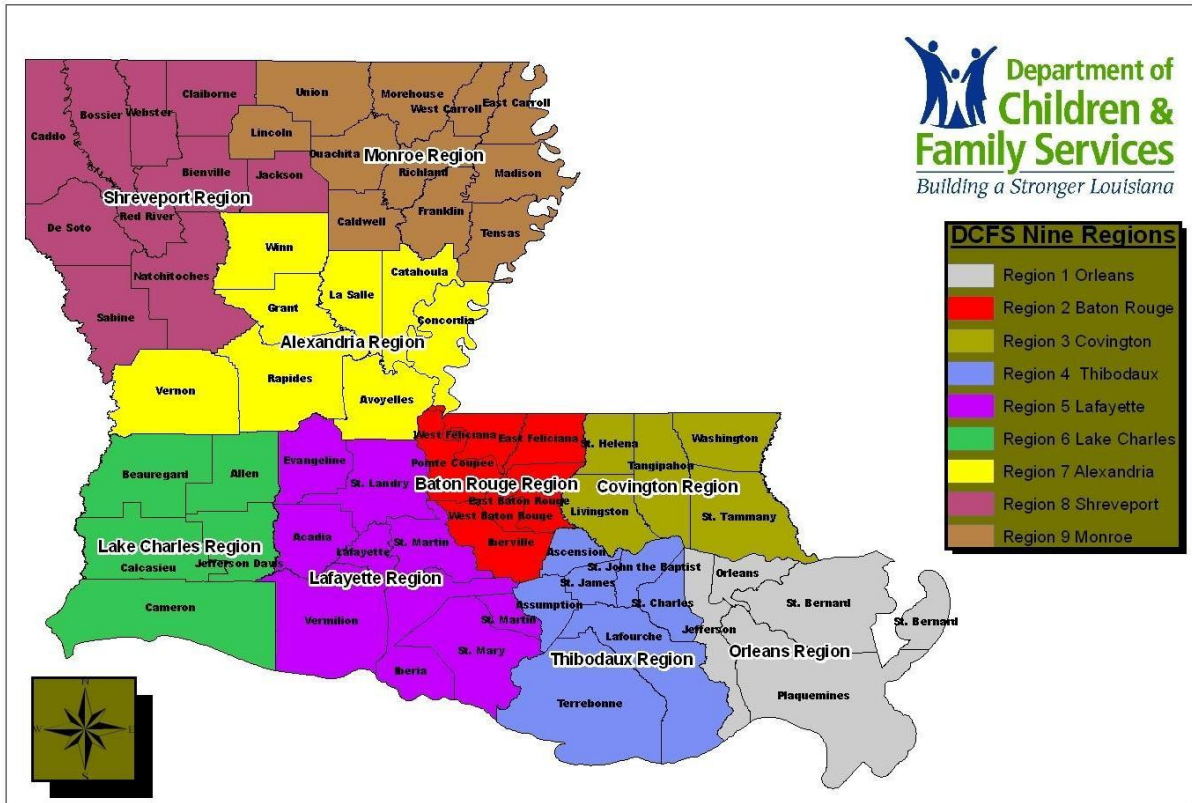 Department of
Children &
Family Services
Building a Stronger Louisiana
DCFS Nine Regions
Region 1 Orleans
Region 2 Baton Rouge
Region 3 Covington
Region 4 Thibodaux
Region 5 Lafayette
Region 6 Lake Charles
Region 7 Alexandria
Region 8 Shreveport
Region 9 Monroe
Caddo
Bossier
Webster
Claiborne
Bienville
Jackson
Shreveport Region
De Soto
Red River
Natchitoches
Sabine
Union
Morehouse
West Carroll
East Carroll
Lincoln
Ouachita
Monroe Region
Richland
Madison
Caldwell
Franklin
Tensas
Winn
Grant
La Salle
Catahoula
Concordia
Alexandria Region
Vernon
Rapides
Avoyelles
Beauregard
Allen
Lake Charles Region
Calcasieu
Jefferson Davis
Cameron
Evangeline
St. Landry
Acadia
Lafayette
St. Martin
Lafayette Region
Vermilion
St. Martin
St. Mary
Iberia
West Feliciana
East Feliciana
Pointe Coupee
Baton Rouge Region
East Baton Rouge
West Baton Rouge
Iberville
St. Helena
Washington
Tangipahoa
Covington Region
Livingston
St. Tammany
Ascension
St. John the Baptist
St. James
Assumption
St. Charles
Lafourche
Thibodaux Region
Terrebonne
Orleans
St. Bernard
St. Bernard
Jefferson
Orleans Region
Plaquemines
N
W
E
S